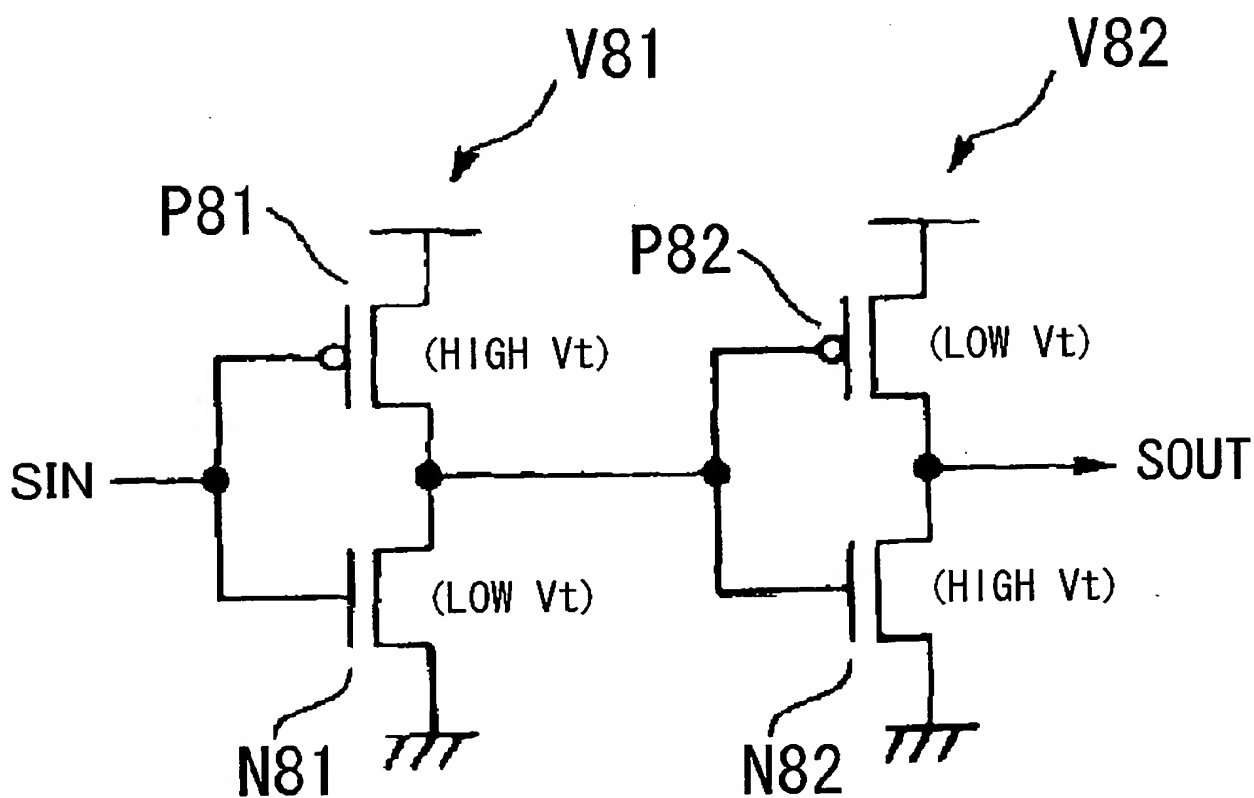 V81
V82
P81
P82
(HIGH Vt)
(LOW Vt)
SIN
SOUT
(LOW Vt)
(HIGH Vt)
N81
N82